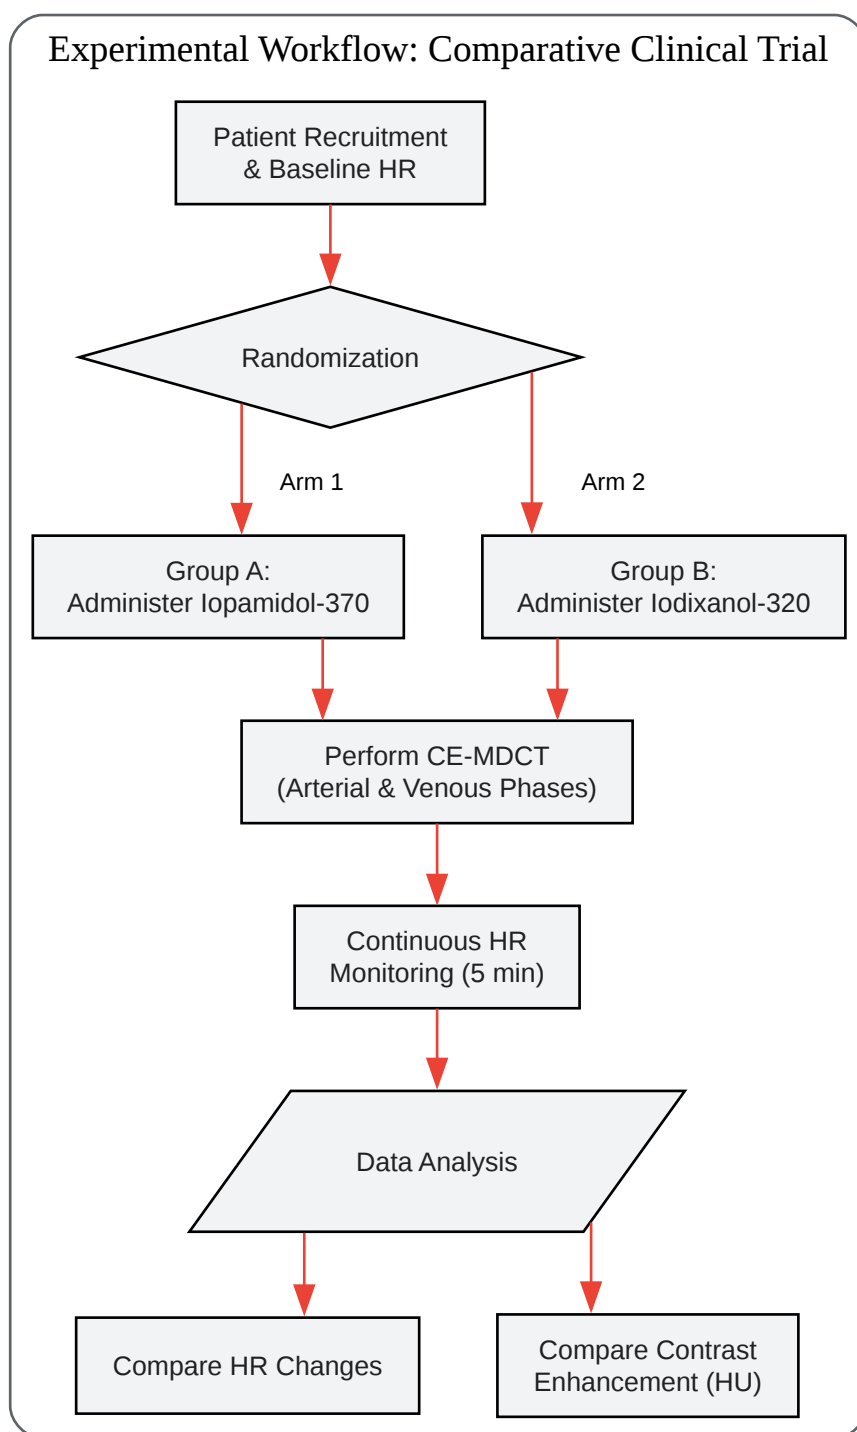 Experimental Workflow: Comparative Clinical Trial
Patient Recruitment
& Baseline HR
Randomization
Arm 1
Arm 2
Group A:
Administer Iopamidol-370
Group B:
Administer Iodixanol-320
Perform CE-MDCT
(Arterial & Venous Phases)
Continuous HR
Monitoring (5 min)
Data Analysis
Compare HR Changes
Compare Contrast
Enhancement (HU)